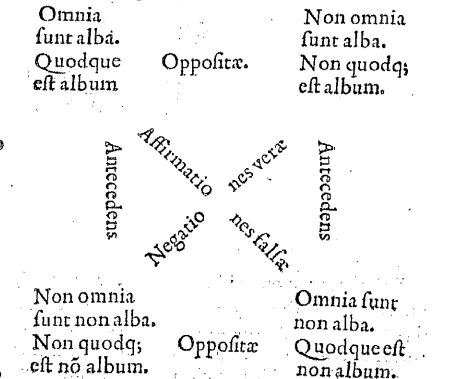 Omnia
ſunt alba.
Quodque
eſt album
Oppoſitæ.
Non omnia
ſunt alba.
Non quodq;
eſt album.
Antecedens
Affirmatio
nes veræ
Antecedens
Negatio
nes falſæ
Non omnia
ſunt non alba.
Non quodq;
eſt nõ album.
Oppoſitæ
Omnia ſunt
non alba.
Quodque eſt
non album.